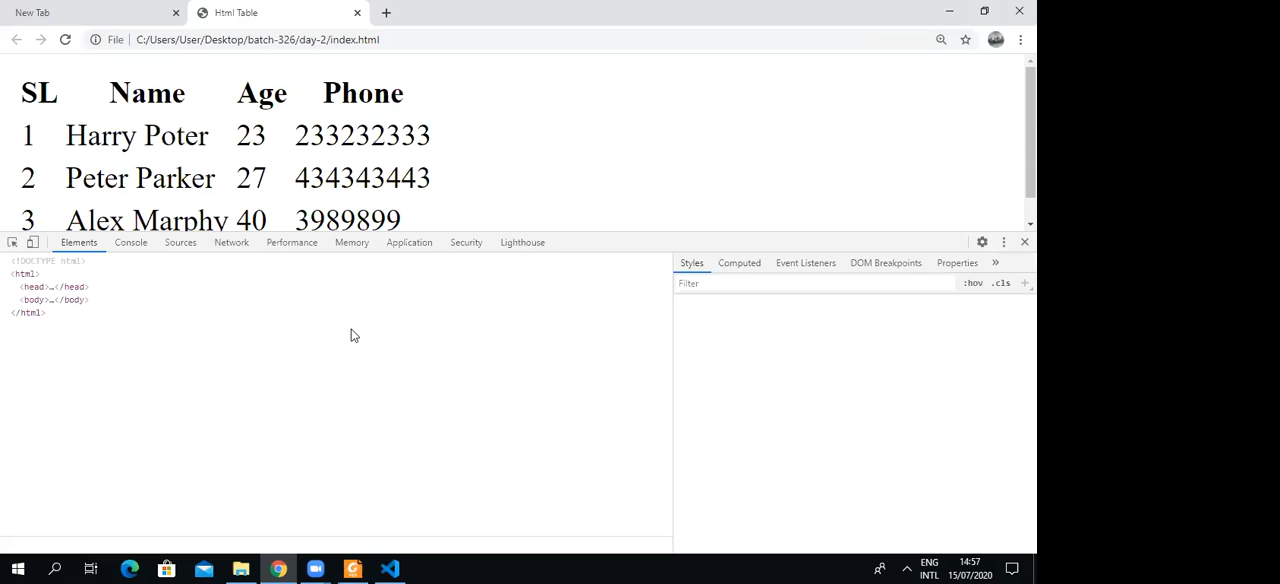 New Tab
Html Table
File C:/Users/User/Desktop/batch-326/day-2/index.html
SL Name Age Phone
1 Harry Poter 23 233232333
2 Peter Parker 27 434343443
3 Alex Marphy 40 3989899
Elements Console Sources Network Performance Memory Application Security Lighthouse
<!DOCTYPE html>
<html>
<head>…</head>
<body>…</body>
</html>
Styles Computed Event Listeners DOM Breakpoints Properties »
Filter :hov .cls +
ENG 14:57
INTL 15/07/2020